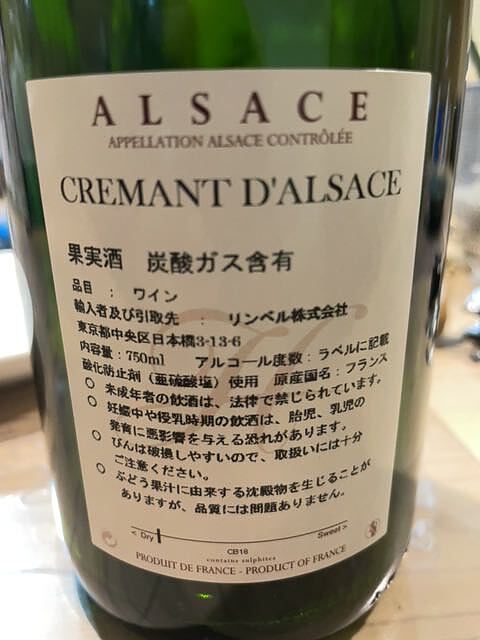 ALSACE
APPELLATION ALSACE CONTRÔLÉE
CREMANT D'ALSACE
果実酒 炭酸ガス含有
品目 : ワイン
輸入者及び引取先 : リンベル株式会社
東京都中央区日本橋3-13-6
内容量:750ml アルコール度数:ラベルに記載
酸化防止剤(亜硫酸塩)使用 原産国名:フランス
○ 未成年者の飲酒は、法律で禁じられています。
○ 妊娠中や授乳時期の飲酒は、胎児、乳児の
発育に悪影響を与える恐れがあります。
○ びんは破損しやすいので、取扱いには十分
ご注意ください。
○ ぶどう果汁に由来する沈殿物を生じることが
ありますが、品質には問題ありません。
< Dry Sweet >
CB18
contains sulphites
PRODUIT DE FRANCE - PRODUCT OF FRANCE